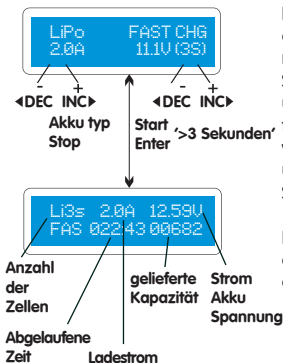 LiPo FAST CHG
2.0A 11.1V (3S)
- + - +
◄DEC INC► ◄DEC INC►
Akku typ Start '>3 Sekunden'
Stop Enter
Li3s 2.0A 12.59V
FAS 022:43 00682
Anzahl gelieferte Strom
der Kapazität Akku
Zellen Spannung
Abgelaufene
Zeit Ladestrom